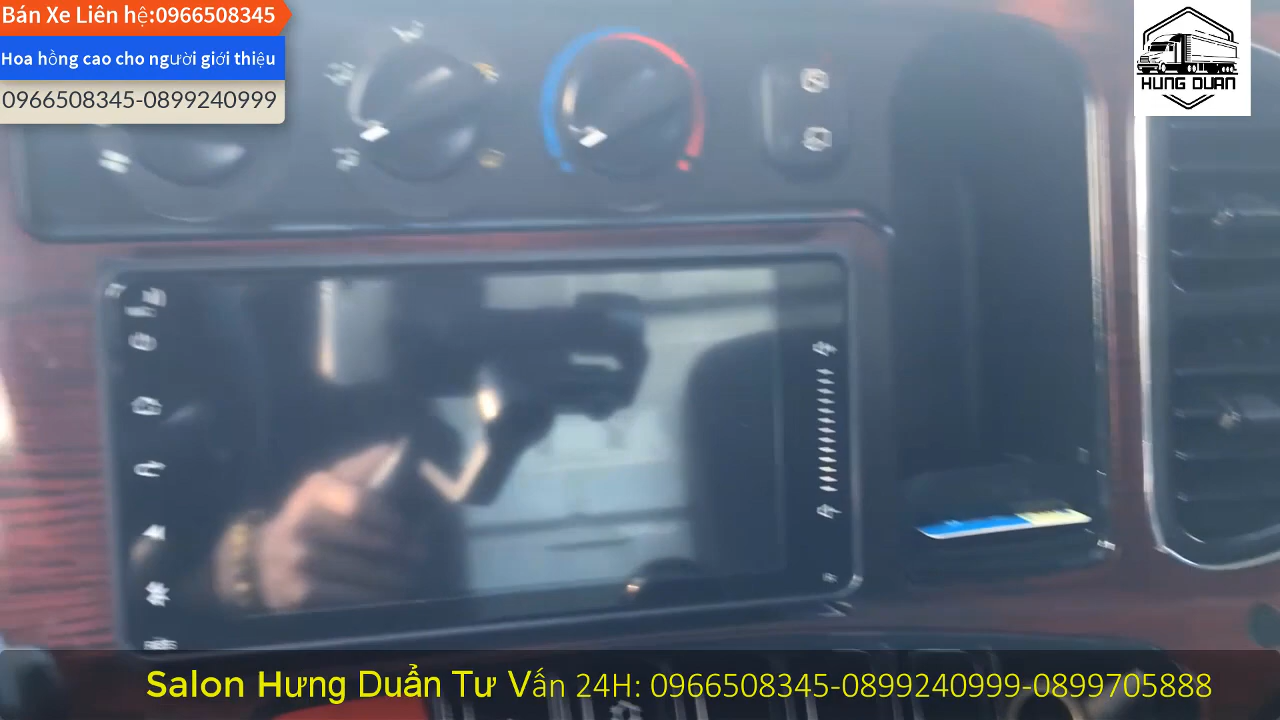 Bán Xe Liên hệ:0966508345
Hoa hồng cao cho người giới thiệu
0966508345-0899240999
HUNG DUAN
Salon Hưng Duẩn Tư Vấn 24H: 0966508345-0899240999-0899705888